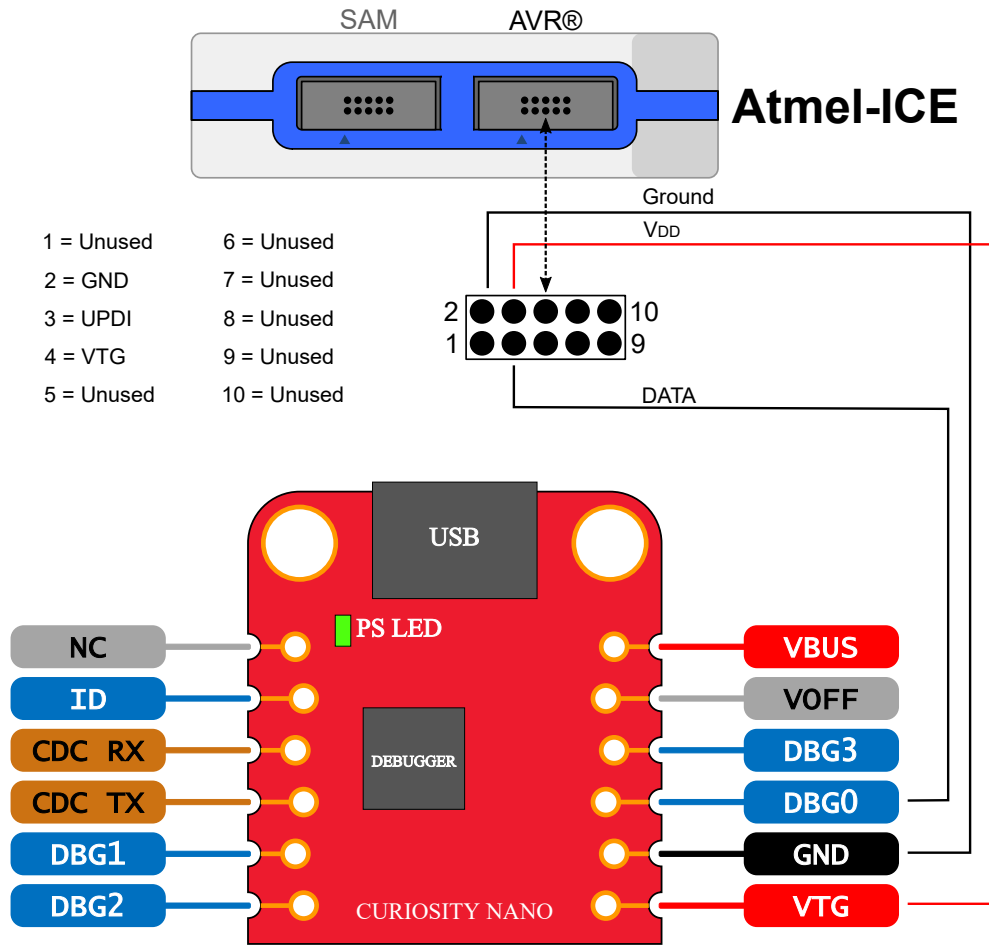 SAM
AVR®
Atmel-ICE
Ground
VDD
1 = Unused
2 = GND
3 = UPDI
4 = VTG
5 = Unused
6 = Unused
7 = Unused
8 = Unused
9 = Unused
10 = Unused
2
10
1
9
DATA
USB
PS LED
DEBUGGER
CURIOSITY NANO
NC
ID
CDC RX
CDC TX
DBG1
DBG2
VBUS
VOFF
DBG3
DBG0
GND
VTG